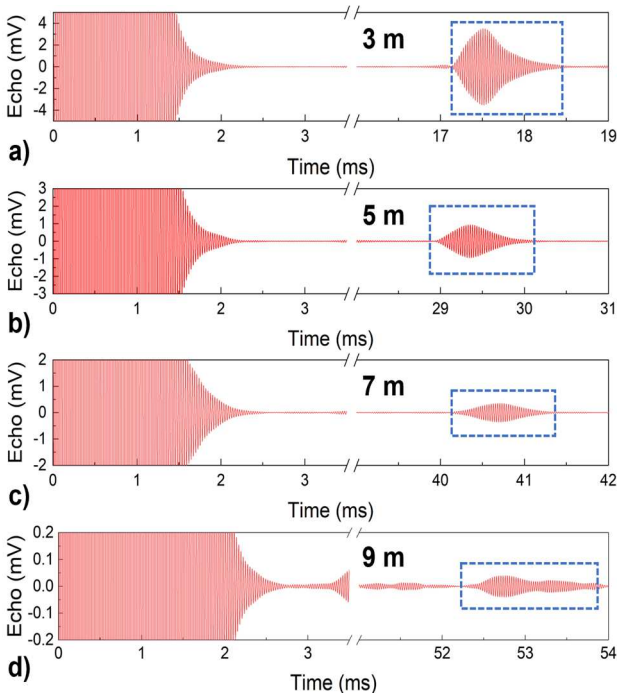 Echo (mV)
4
2
0
-2
-4
3 m
0 1 2 3 17 18 19
Time (ms)
a)
Echo (mV)
3
2
1
0
-1
-2
-3
5 m
0 1 2 3 29 30 31
Time (ms)
b)
Echo (mV)
2
1
0
-1
-2
7 m
0 1 2 3 40 41 42
Time (ms)
c)
Echo (mV)
0.2
0.1
0.0
-0.1
-0.2
9 m
0 1 2 3 52 53 54
Time (ms)
d)